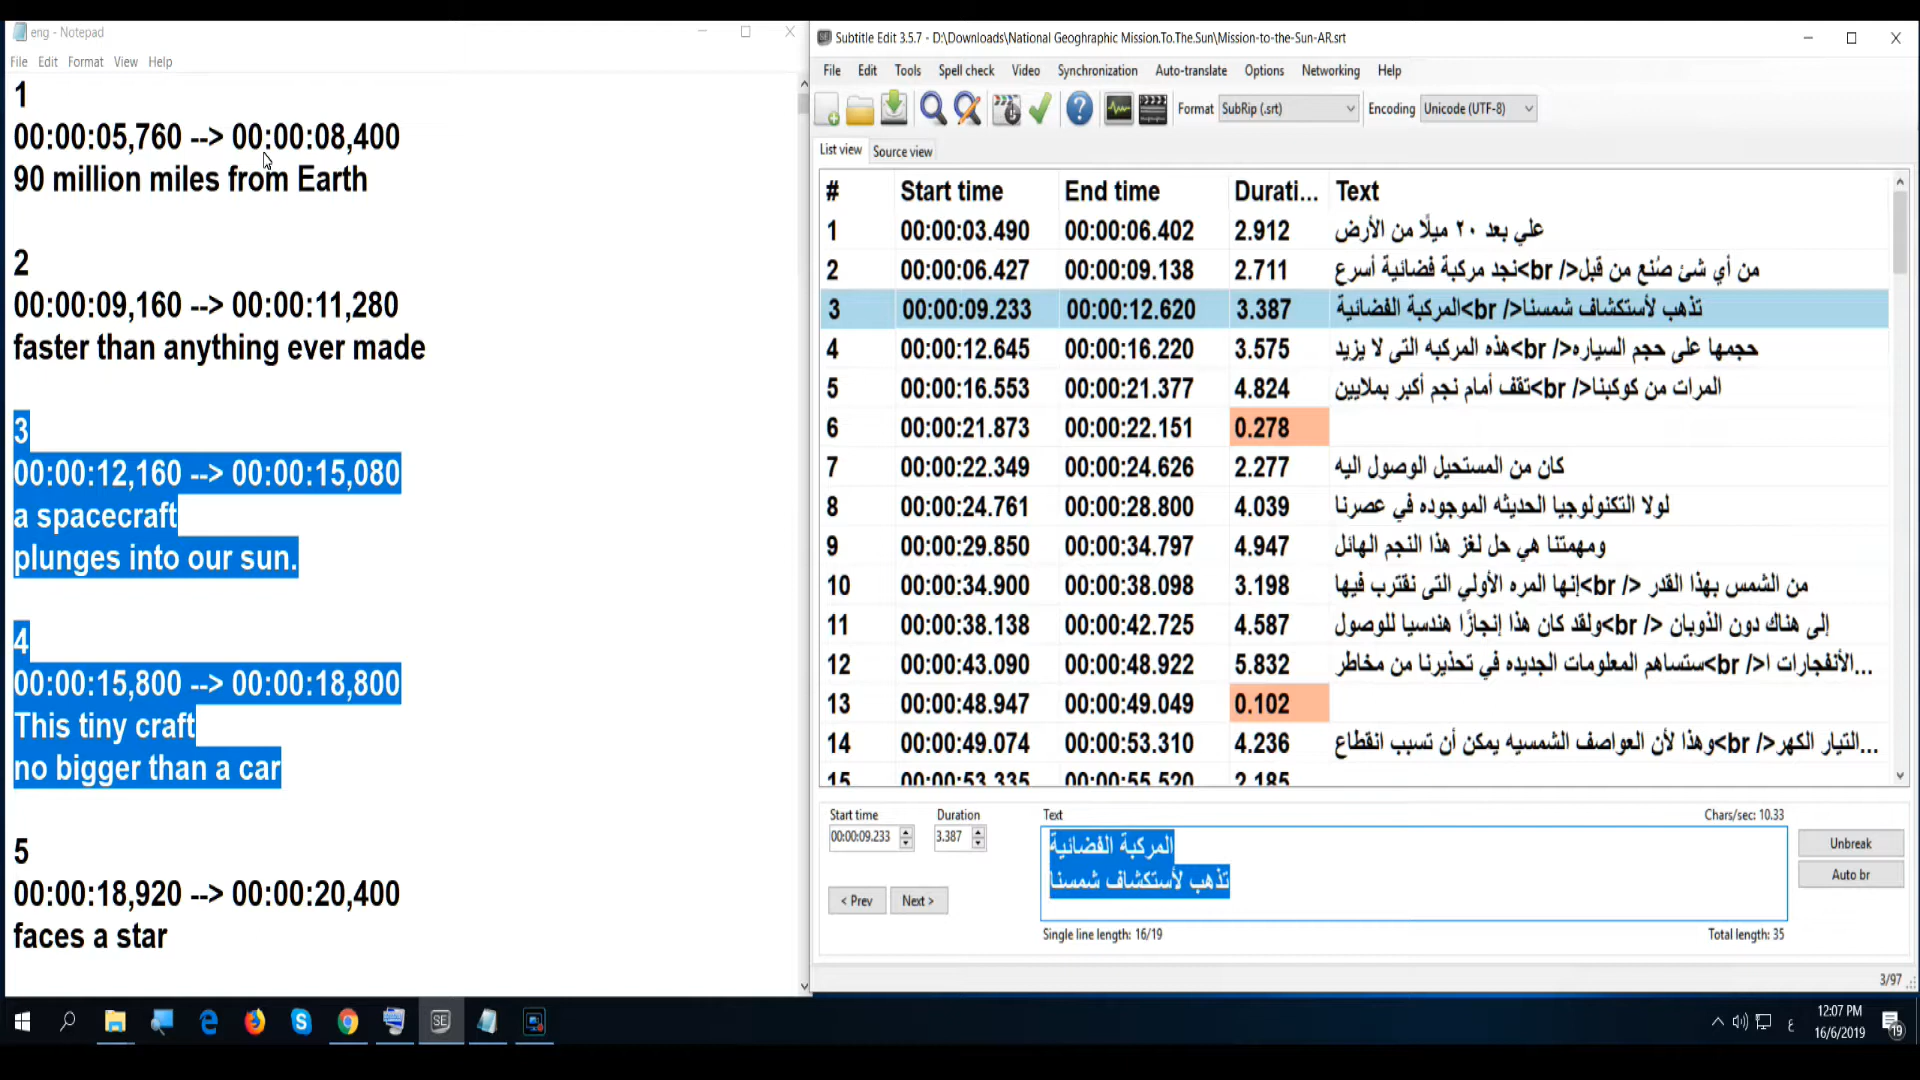 eng - Notepad
File Edit Format View Help
1
00:00:05,760 --> 00:00:08,400
90 million miles from Earth
2
00:00:09,160 --> 00:00:11,280
faster than anything ever made
3
00:00:12,160 --> 00:00:15,080
a spacecraft
plunges into our sun.
4
00:00:15,800 --> 00:00:18,800
This tiny craft
no bigger than a car
5
00:00:18,920 --> 00:00:20,400
faces a star
Subtitle Edit 3.5.7 - D:\Downloads\National Geoghraphic Mission.To.The.Sun\Mission-to-the-Sun-AR.srt
File Edit Tools Spell check Video Synchronization Auto-translate Options Networking Help
Format SubRip (.srt) Encoding Unicode (UTF-8)
List view Source view
# Start time End time Durati... Text
1 00:00:03.490 00:00:06.402 2.912 علي بعد ٢٠ ميلًا من الأرض
2 00:00:06.427 00:00:09.138 2.711 نجد مركبة فضائية أسرع<br />من أي شئ صُنع من قبل
3 00:00:09.233 00:00:12.620 3.387 المركبة الفضائية<br />تذهب لأستكشاف شمسنا
4 00:00:12.645 00:00:16.220 3.575 هذه المركبه التى لا يزيد<br />حجمها على حجم السياره
5 00:00:16.553 00:00:21.377 4.824 تقف أمام نجم أكبر بملايين<br />المرات من كوكبنا
6 00:00:21.873 00:00:22.151 0.278
7 00:00:22.349 00:00:24.626 2.277 كان من المستحيل الوصول اليه
8 00:00:24.761 00:00:28.800 4.039 لولا التكنولوجيا الحديثه الموجوده في عصرنا
9 00:00:29.850 00:00:34.797 4.947 ومهمتنا هي حل لغز هذا النجم الهائل
10 00:00:34.900 00:00:38.098 3.198 إنها المره الأولي التى نقترب فيها<br /> من الشمس بهذا القدر
11 00:00:38.138 00:00:42.725 4.587 ولقد كان هذا إنجازًا هندسيا للوصول<br /> إلى هناك دون الذوبان
12 00:00:43.090 00:00:48.922 5.832 ستساهم المعلومات الجديده في تحذيرنا من مخاطر<br />الأنفجارات ا...
13 00:00:48.947 00:00:49.049 0.102
14 00:00:49.074 00:00:53.310 4.236 وهذا لأن العواصف الشمسيه يمكن أن تسبب انقطاع<br />التيار الكهر...
15 00:00:53.335 00:00:55.520 2.185
Start time Duration Text Chars/sec: 10.33
00:00:09.233 3.387
المركبة الفضائية
تذهب لأستكشاف شمسنا
Unbreak
Auto br
< Prev Next >
Single line length: 16/19 Total length: 35
3/97
SE
ع
12:07 PM
16/6/2019
19